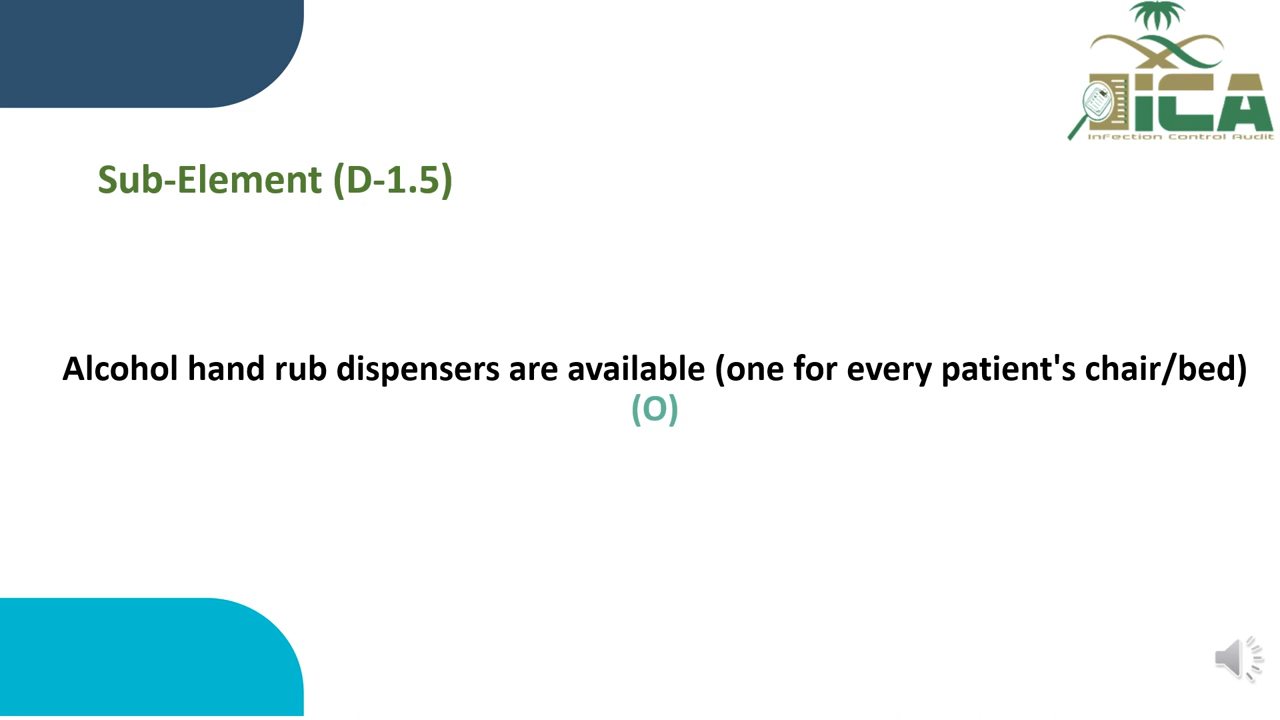 iCA
Infection Control Audit
Sub-Element (D-1.5)
Alcohol hand rub dispensers are available (one for every patient's chair/bed)
(O)